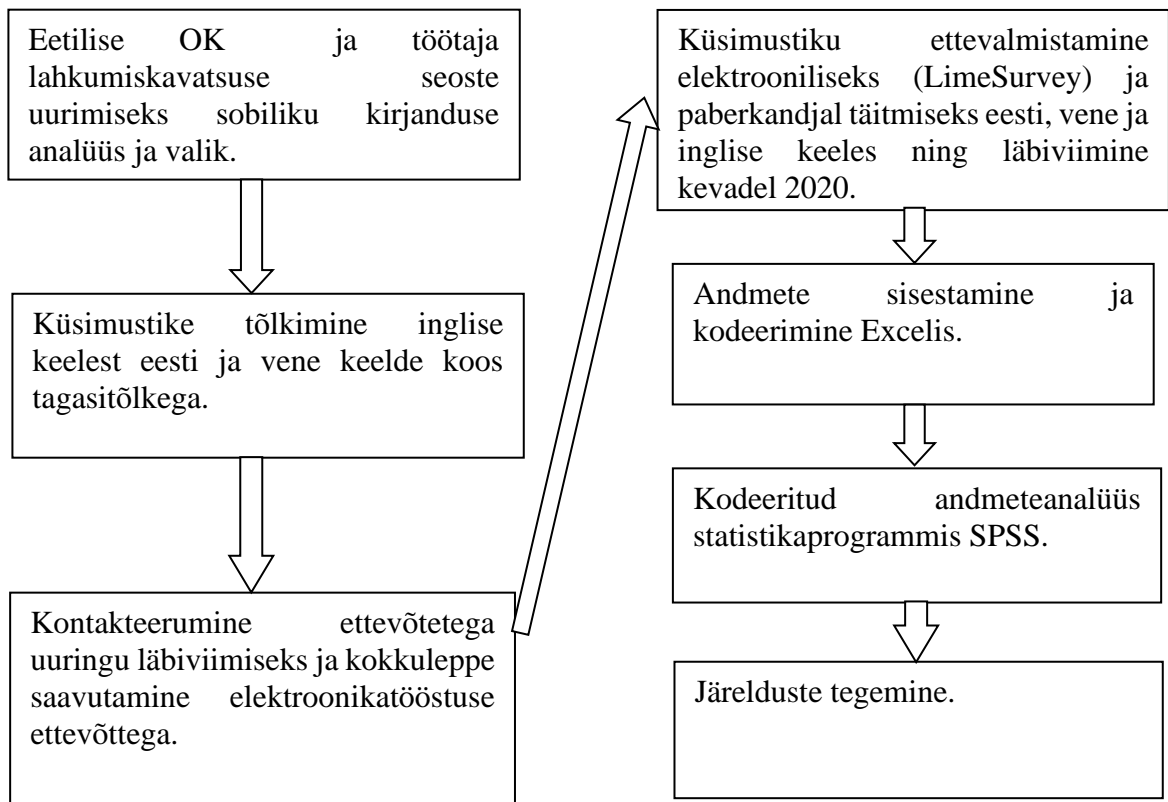 Eetilise OK ja töötaja
lahkumiskavatsuse seoste
uurimiseks sobiliku kirjanduse
analüüs ja valik.
Küsimustike tõlkimine inglise
keelest eesti ja vene keelde koos
tagasitõlkega.
Kontakteerumine ettevõtetega
uuringu läbiviimiseks ja kokkuleppe
saavutamine elektroonikatööstuse
ettevõttega.
Küsimustiku ettevalmistamine
elektrooniliseks (LimeSurvey) ja
paberkandjal täitmiseks eesti, vene ja
inglise keeles ning läbiviimine
kevadel 2020.
Andmete sisestamine ja
kodeerimine Excelis.
Kodeeritud andmeteanalüüs
statistikaprogrammis SPSS.
Järelduste tegemine.